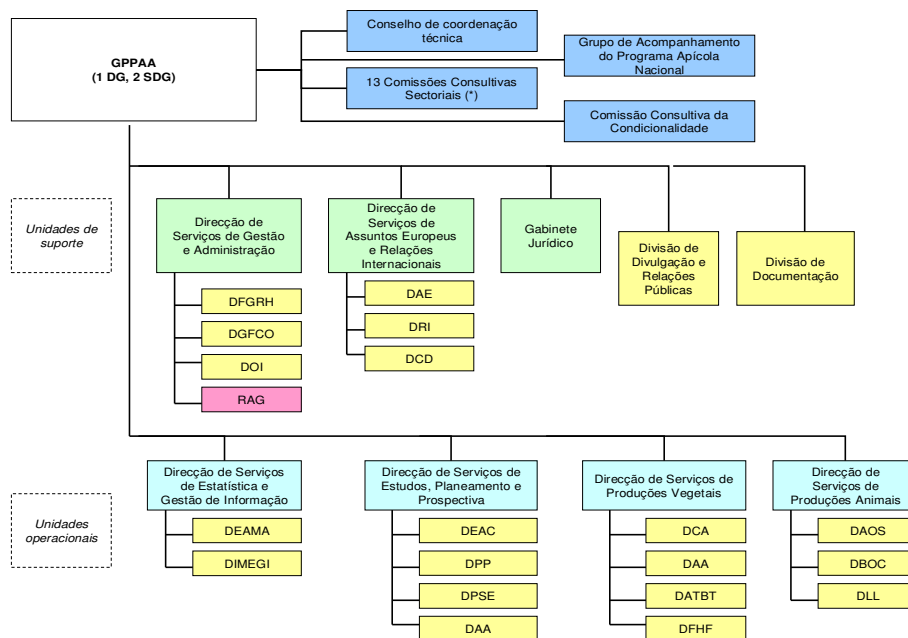 GPPAA
(1 DG, 2 SDG)
Conselho de coordenação
técnica
Grupo de Acompanhamento
do Programa Apícola
Nacional
13 Comissões Consultivas
Sectoriais (*)
Comissão Consultiva da
Condicionalidade
Unidades de
suporte
Direcção de
Serviços de Gestão
e Administração
Direcção de
Serviços de
Assuntos Europeus
e Relações
Internacionais
Gabinete
Jurídico
Divisão de
Divulgação e
Relações
Públicas
Divisão de
Documentação
DFGRH
DGFCO
DOI
RAG
DAE
DRI
DCD
Unidades
operacionais
Direcção de Serviços
de Estatística e
Gestão de Informação
Direcção de Serviços de
Estudos, Planeamento e
Prospectiva
Direcção de Serviços de
Produções Vegetais
Direcção de
Serviços de
Produções Animais
DEAMA
DIMEGI
DEAC
DPP
DPSE
DAA
DCA
DAA
DATBT
DFHF
DAOS
DBOC
DLL